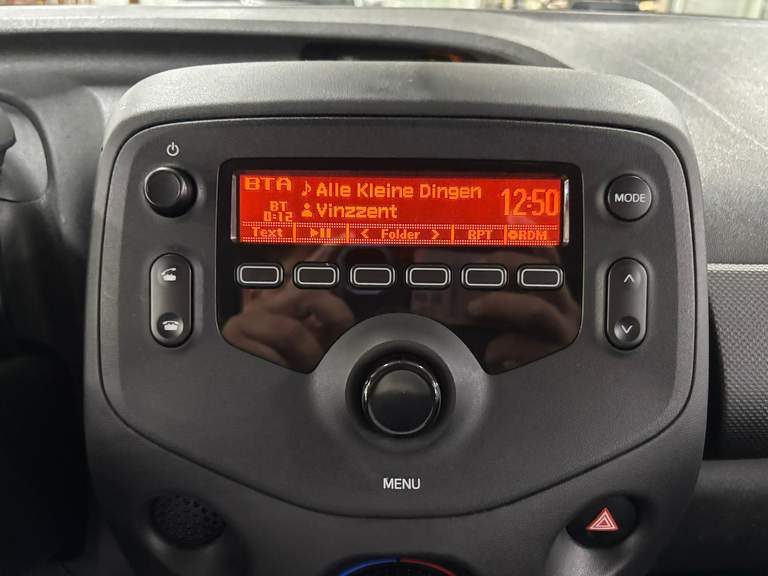 BTA ♪ Alle Kleine Dingen 12:50
BT Vinzzent
0:12
Text ►II < Folder > RPT RDM
MODE
MENU